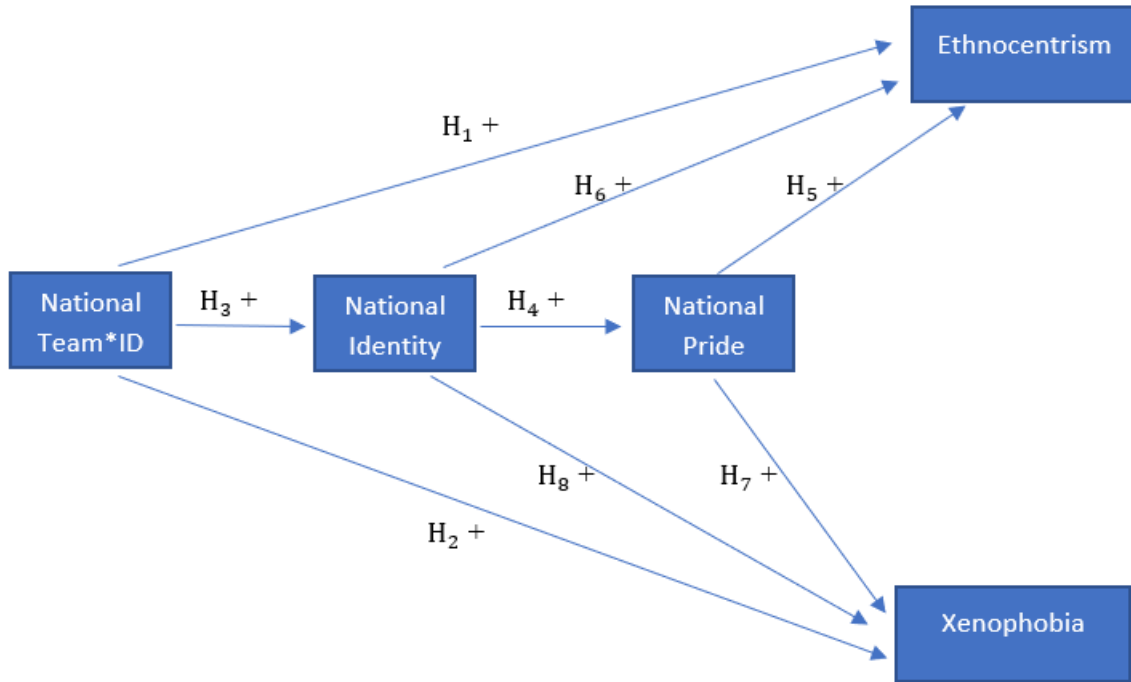 Ethnocentrism
H₁ +
H₆ +
H₅ +
National
Team*ID
H₃ +
National
Identity
H₄ +
National
Pride
H₈ +
H₇ +
H₂ +
Xenophobia